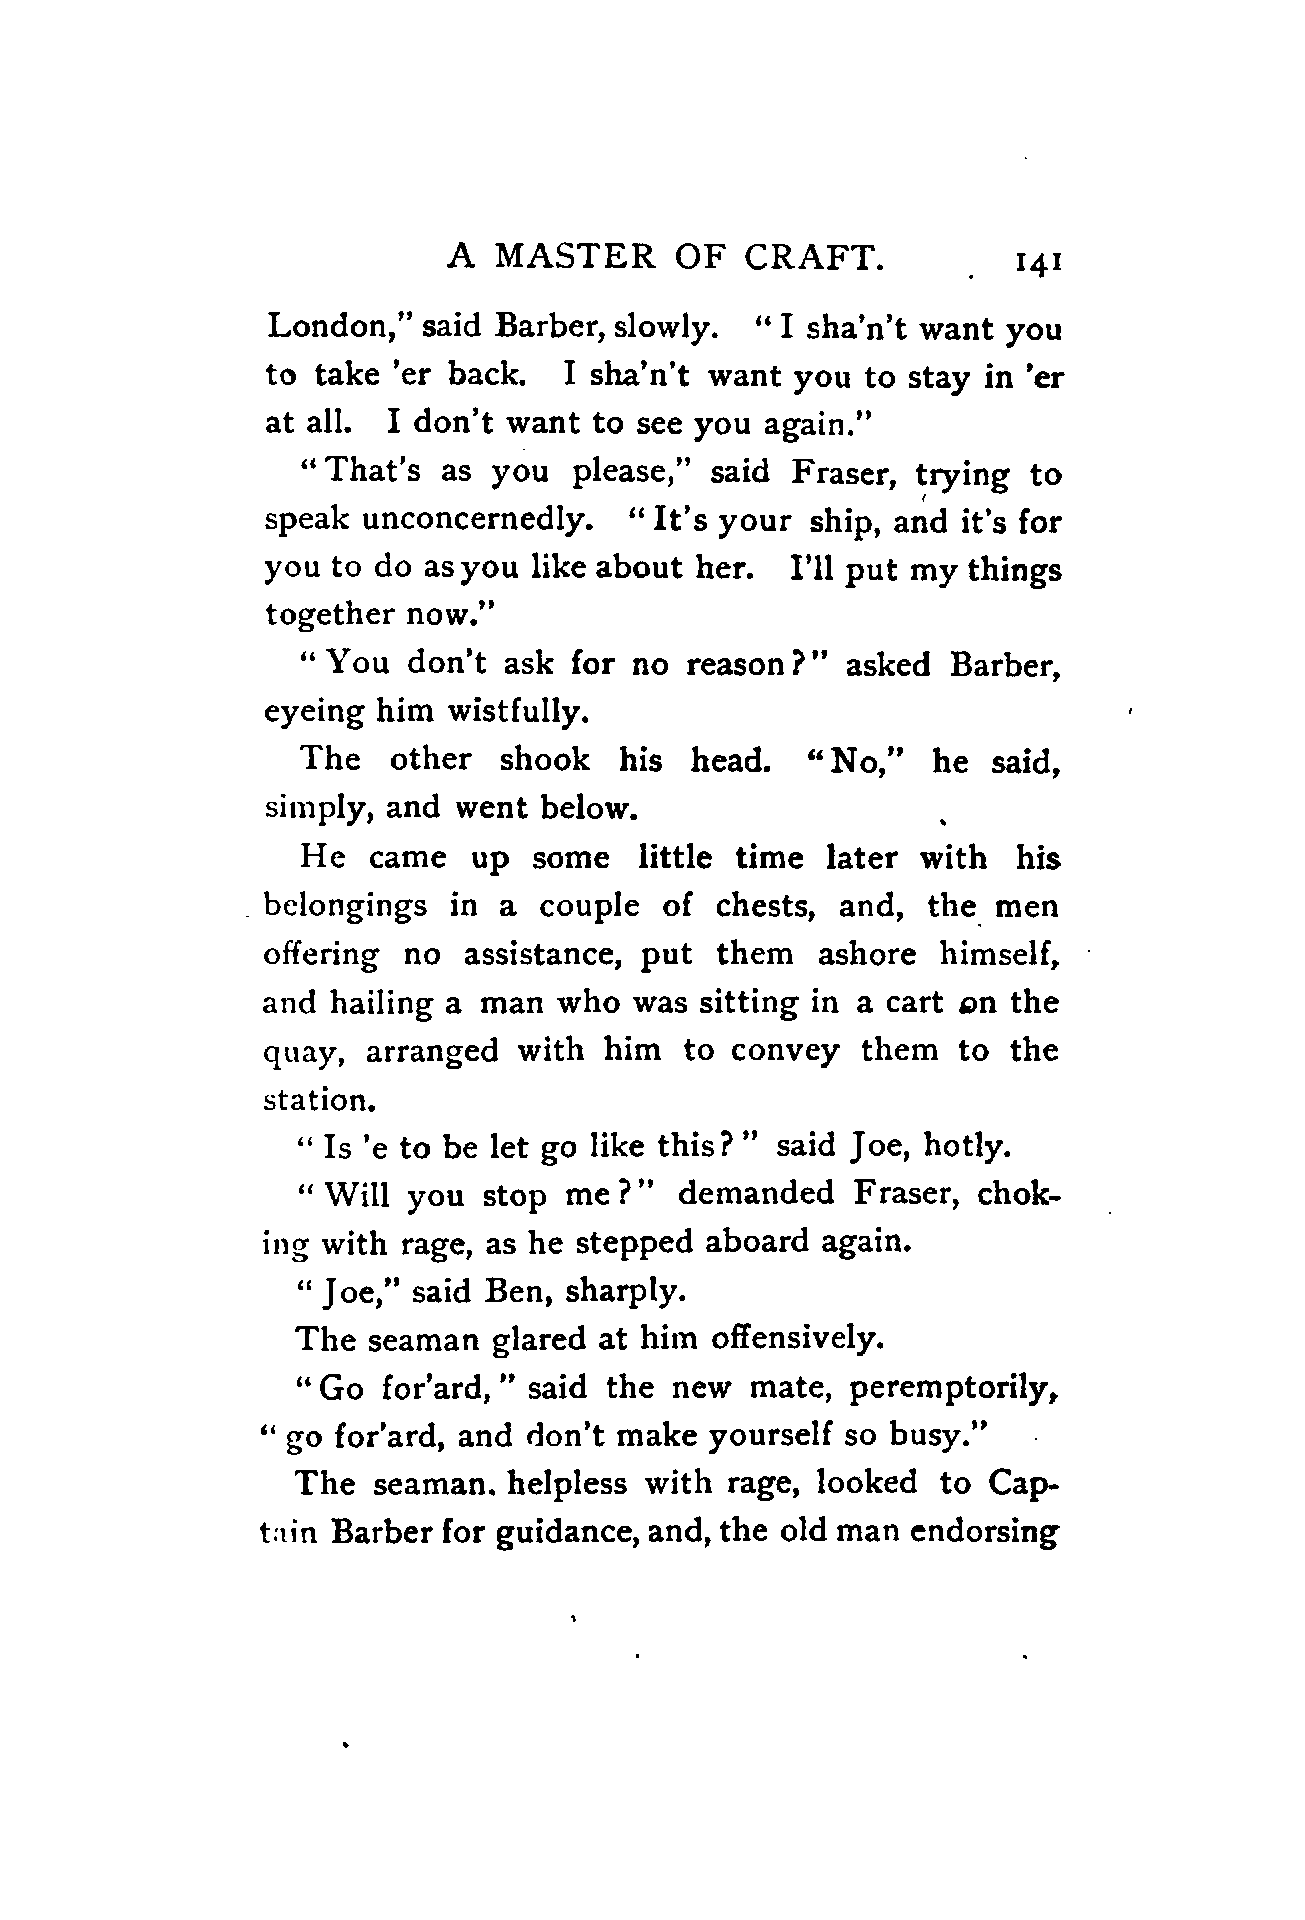 A MASTER OF CRAFT. 141
London," said Barber, slowly. "I sha'n't want you
to take 'er back. I sha'n't want you to stay in 'er
at all. I don't want to see you again."
"That's as you please," said Fraser, trying to
speak unconcernedly. "It's your ship, and it's for
you to do as you like about her. I'll put my things
together now."
"You don't ask for no reason?" asked Barber,
eyeing him wistfully.
The other shook his head. "No," he said,
simply, and went below.
He came up some little time later with his
belongings in a couple of chests, and, the men
offering no assistance, put them ashore himself,
and hailing a man who was sitting in a cart on the
quay, arranged with him to convey them to the
station.
"Is 'e to be let go like this?" said Joe, hotly.
"Will you stop me?" demanded Fraser, chok-
ing with rage, as he stepped aboard again.
"Joe," said Ben, sharply.
The seaman glared at him offensively.
"Go for'ard," said the new mate, peremptorily,
"go for'ard, and don't make yourself so busy."
The seaman. helpless with rage, looked to Cap-
tain Barber for guidance, and, the old man endorsing